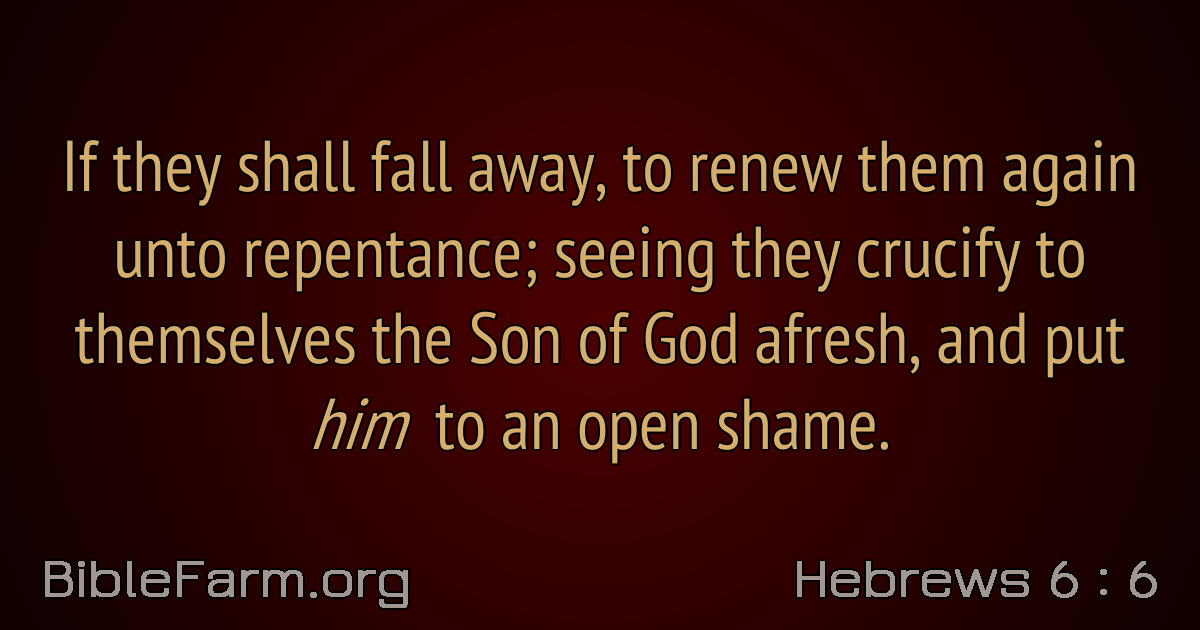 If they shall fall away, to renew them again
unto repentance; seeing they crucify to
themselves the Son of God afresh, and put
him to an open shame.
BibleFarm.org
Hebrews 6 : 6